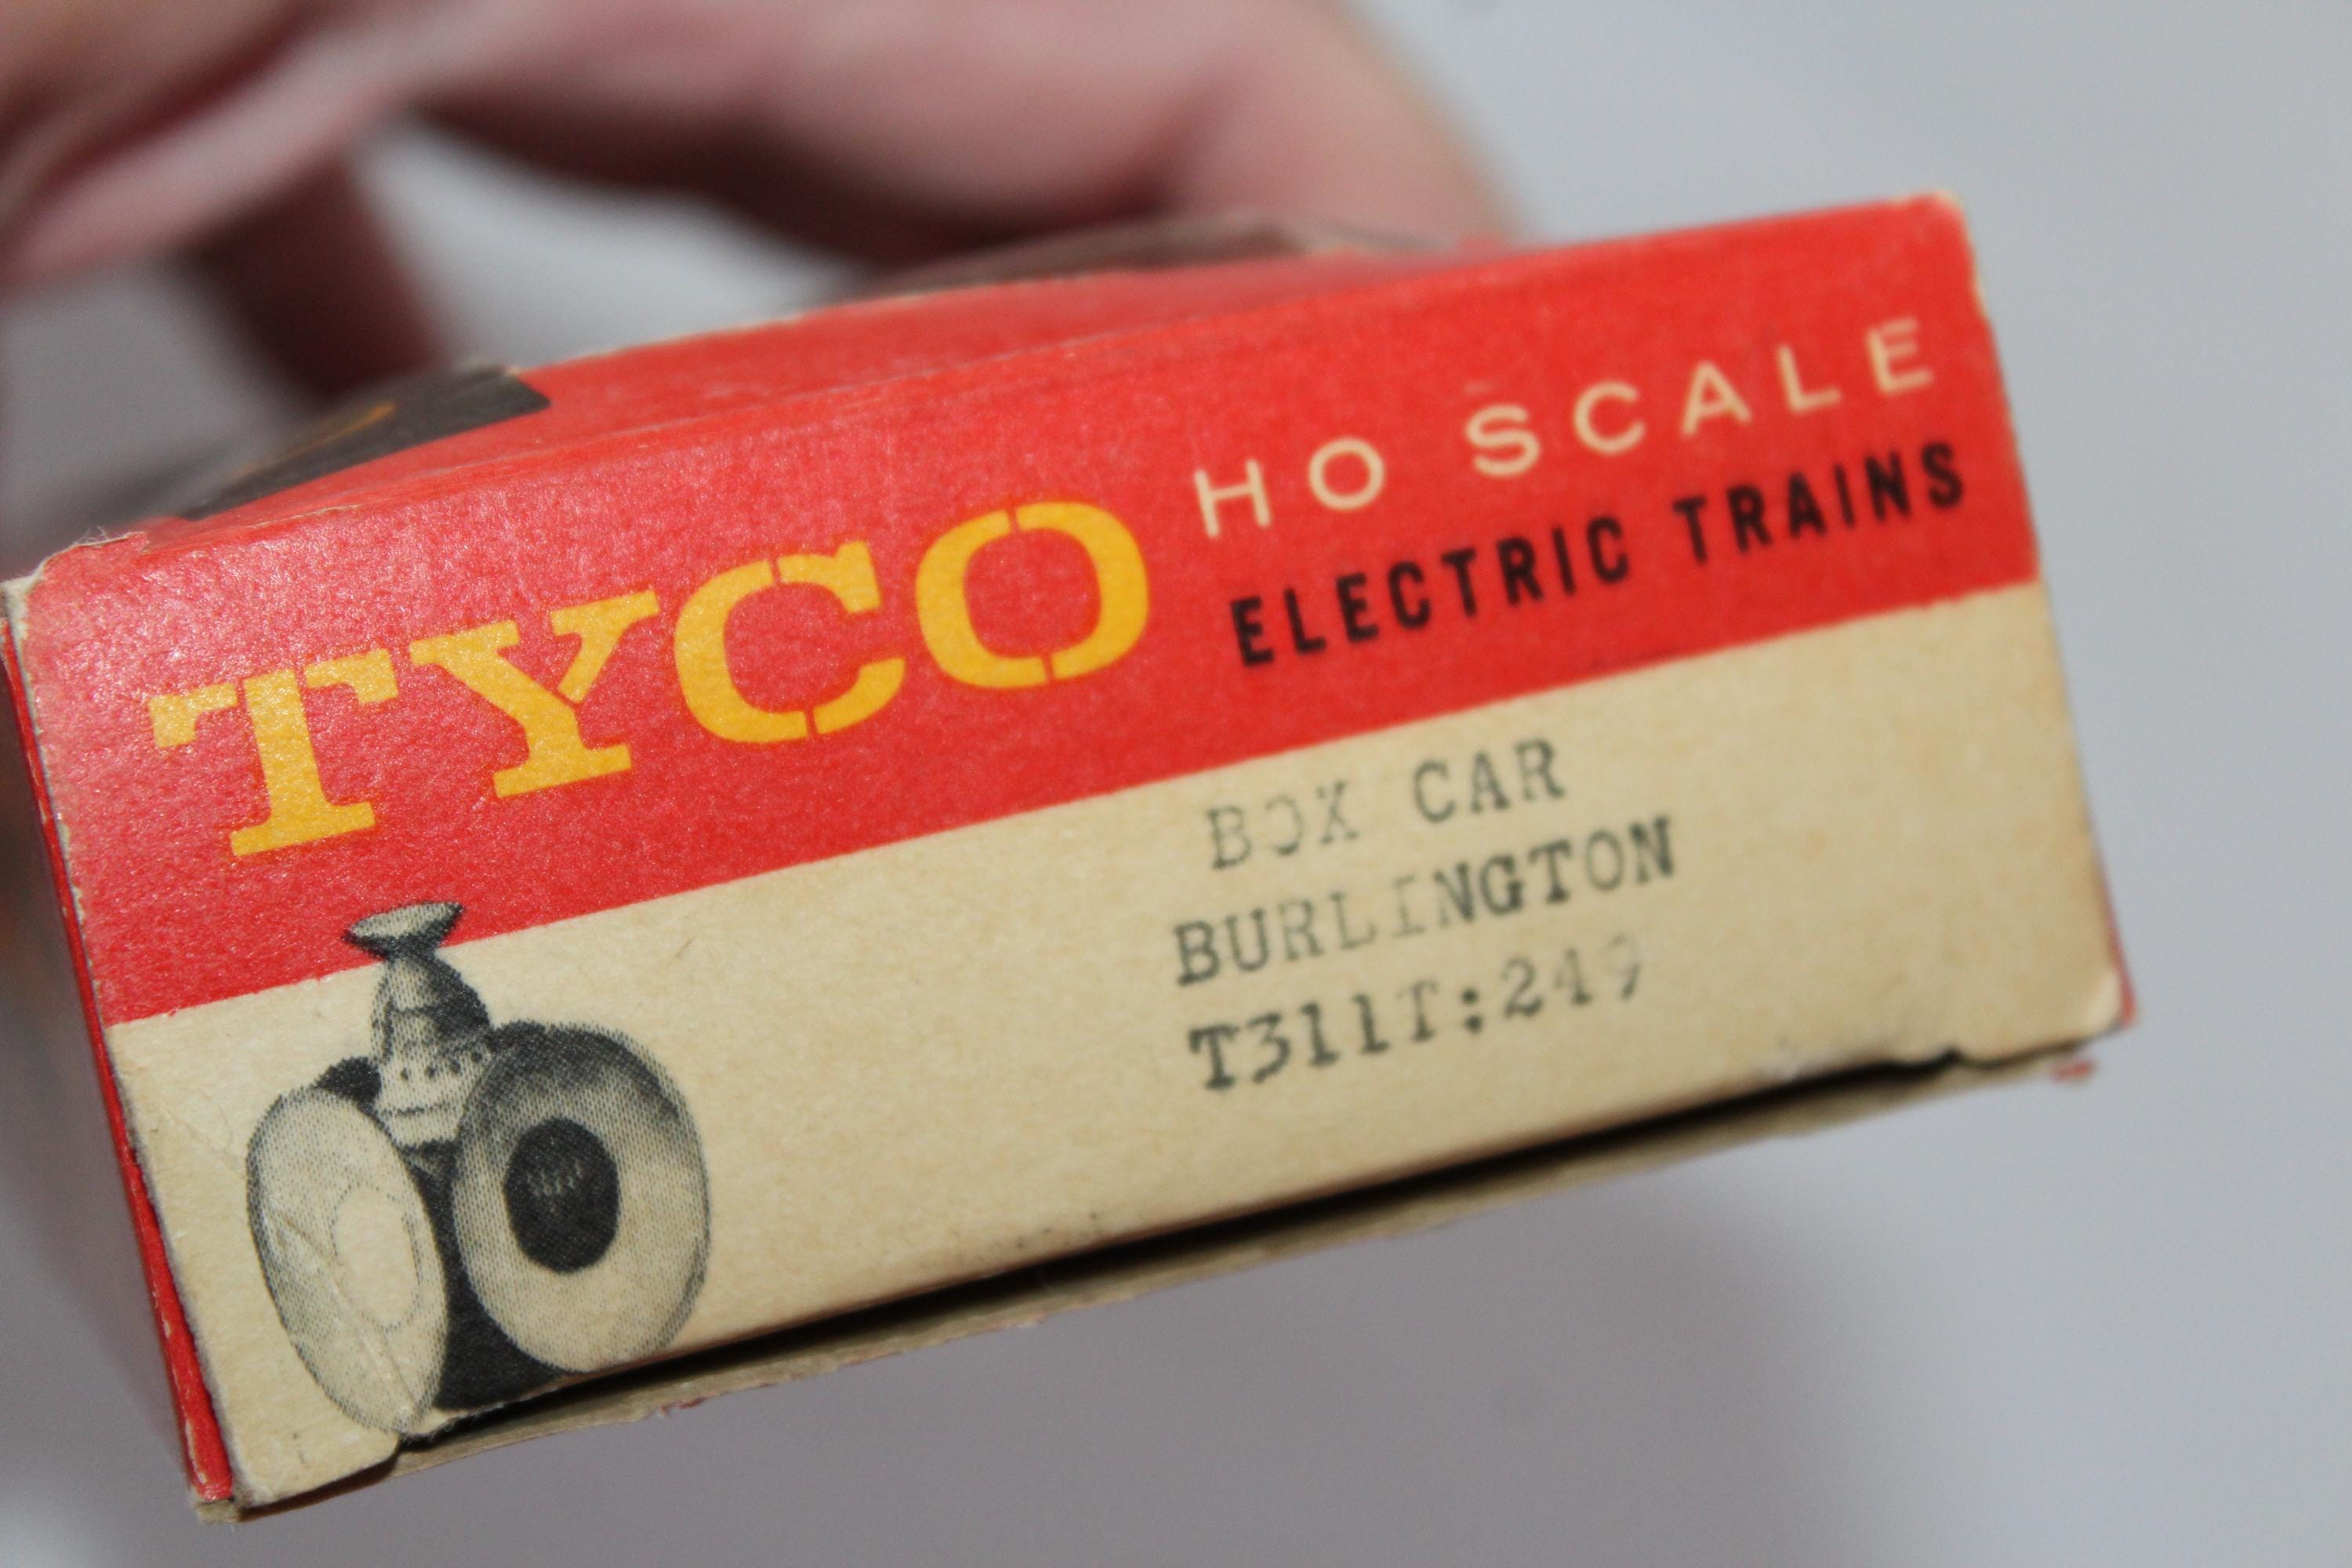 TYCO
HO SCALE
ELECTRIC TRAINS
BOX CAR
BURLINGTON
T311T:249